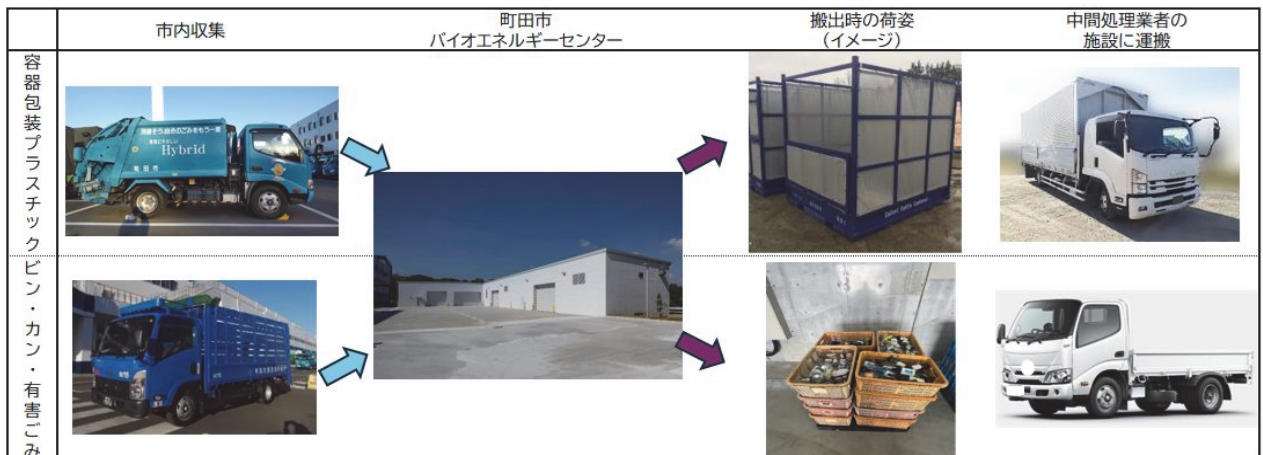 市内収集
町田市
バイオエネルギーセンター
搬出時の荷姿
(イメージ)
中間処理業者の
施設に運搬
容器包装プラスチック
Hybrid
町田市
ビン・カン・有害ごみ